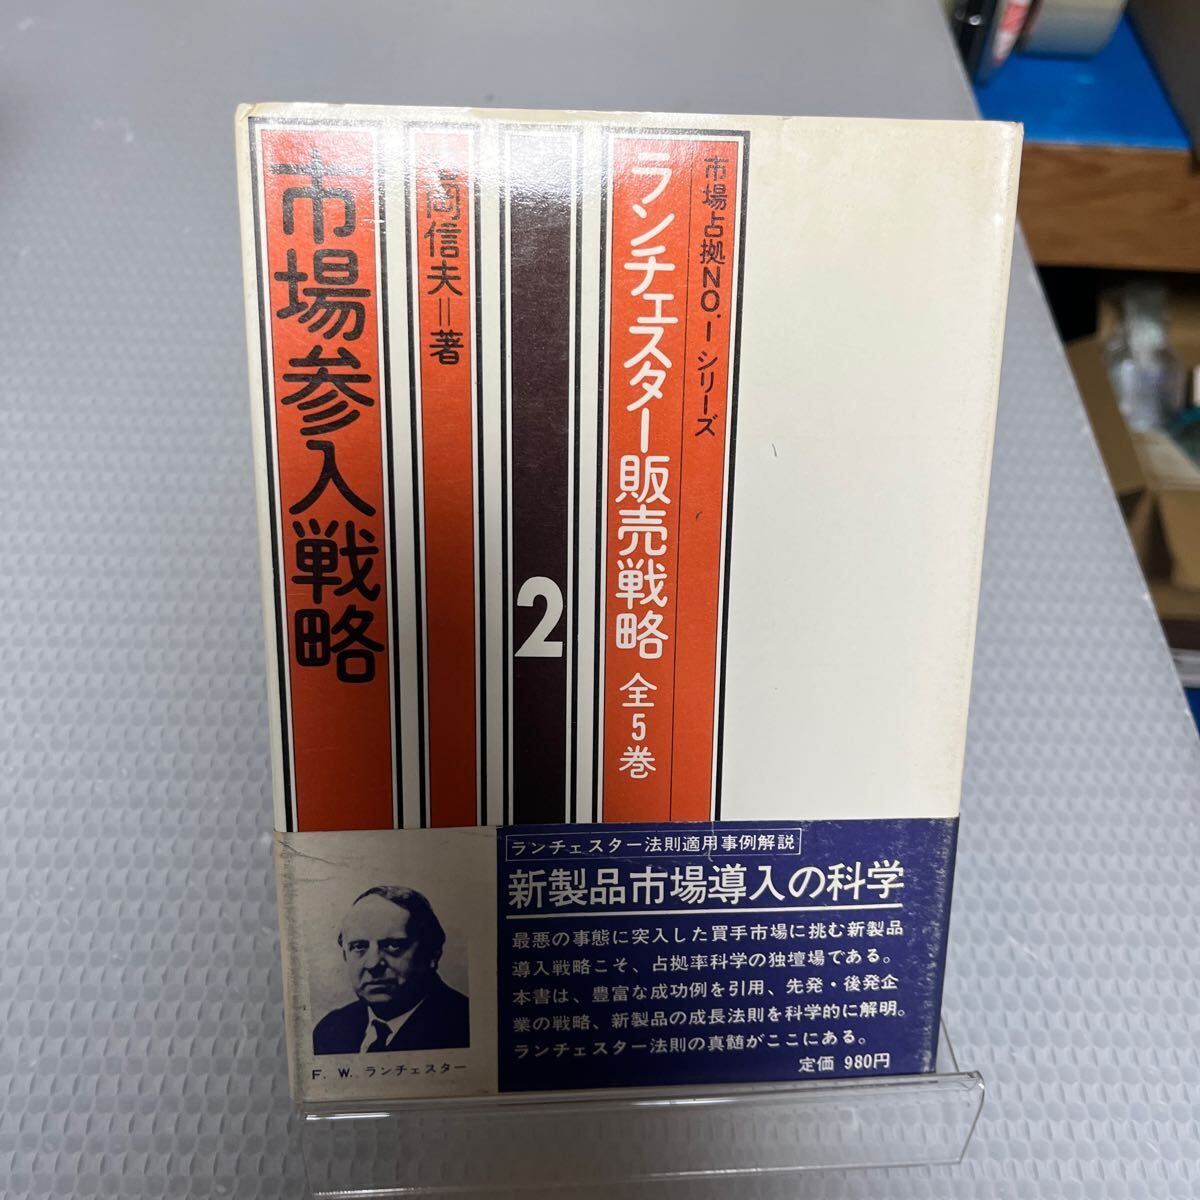 市場占拠NO.1シリーズ
ランチェスター販売戦略 全5巻
2
岡信夫=著
市場参入戦略
ランチェスター法則適用事例解説
新製品市場導入の科学
最悪の事態に突入した買手市場に挑む新製品
導入戦略こそ、占拠率科学の独壇場である。
本書は、豊富な成功例を引用、先発・後発企
業の戦略、新製品の成長法則を科学的に解明。
ランチェスター法則の真髄がここにある。
定価 980円
F. W. ランチェスター